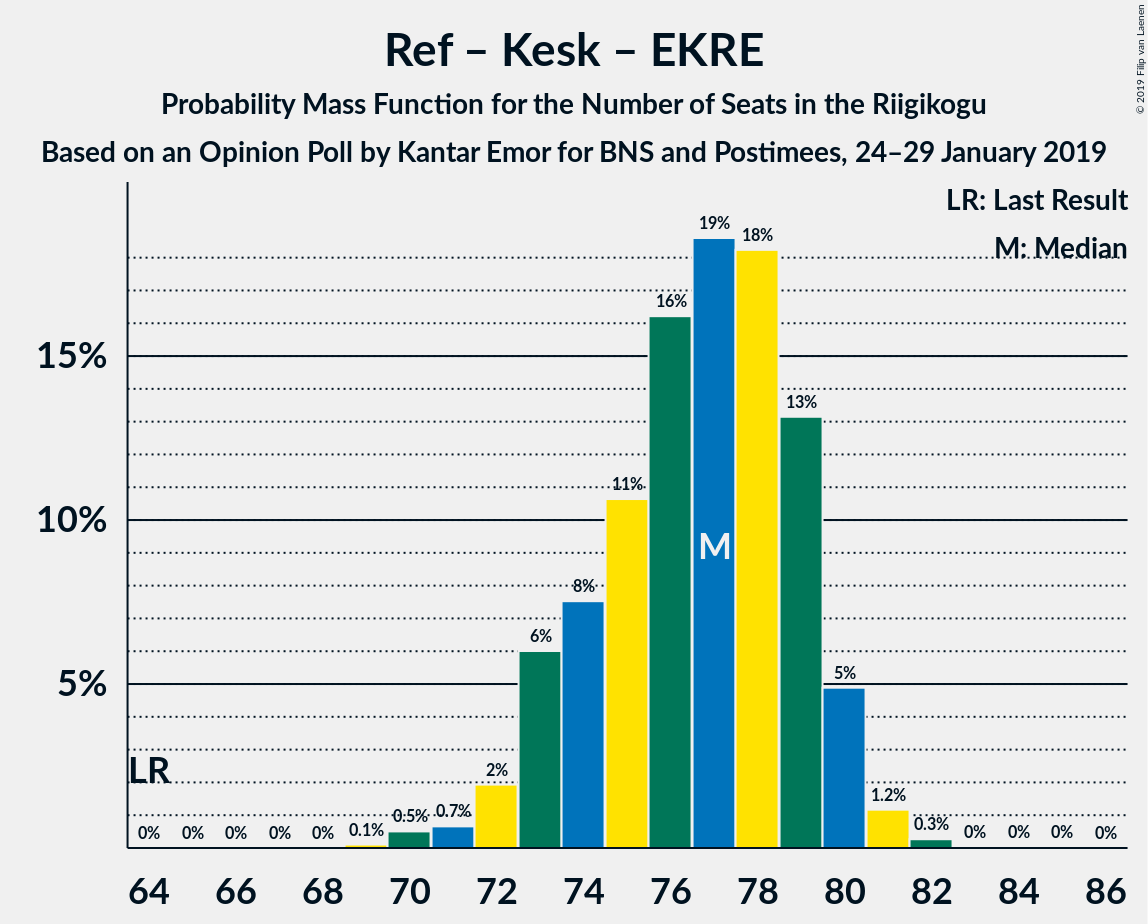 Ref – Kesk – EKRE
Probability Mass Function for the Number of Seats in the Riigikogu
Based on an Opinion Poll by Kantar Emor for BNS and Postimees, 24–29 January 2019
© 2019 Filip van Laenen
LR: Last Result
M: Median
15%
10%
5%
LR
M
0% 0% 0% 0% 0% 0.1% 0.5% 0.7% 2% 6% 8% 11% 16% 19% 18% 13% 5% 1.2% 0.3% 0% 0% 0% 0%
64 66 68 70 72 74 76 78 80 82 84 86